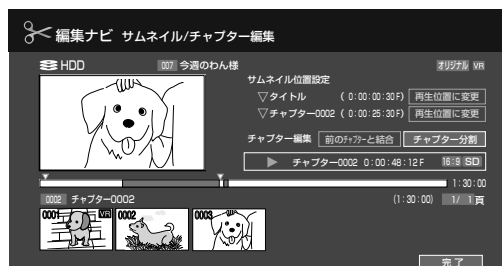 編集ナビ サムネイル/チャプター編集
HDD 007 今週のわん様 オリジナル VR
サムネイル位置設定
▽タイトル ( 0:00:00:30F) 再生位置に変更
▽チャプター0002 ( 0:00:25:30F) 再生位置に変更
チャプター編集 前のチャプターと結合 チャプター分割
▶ チャプター0002 0:00:48:12F 16:9 SD
1:30:00
0002 チャプター0002 (1:30:00) 1/ 1頁
0001 VR 0002 0003
完了